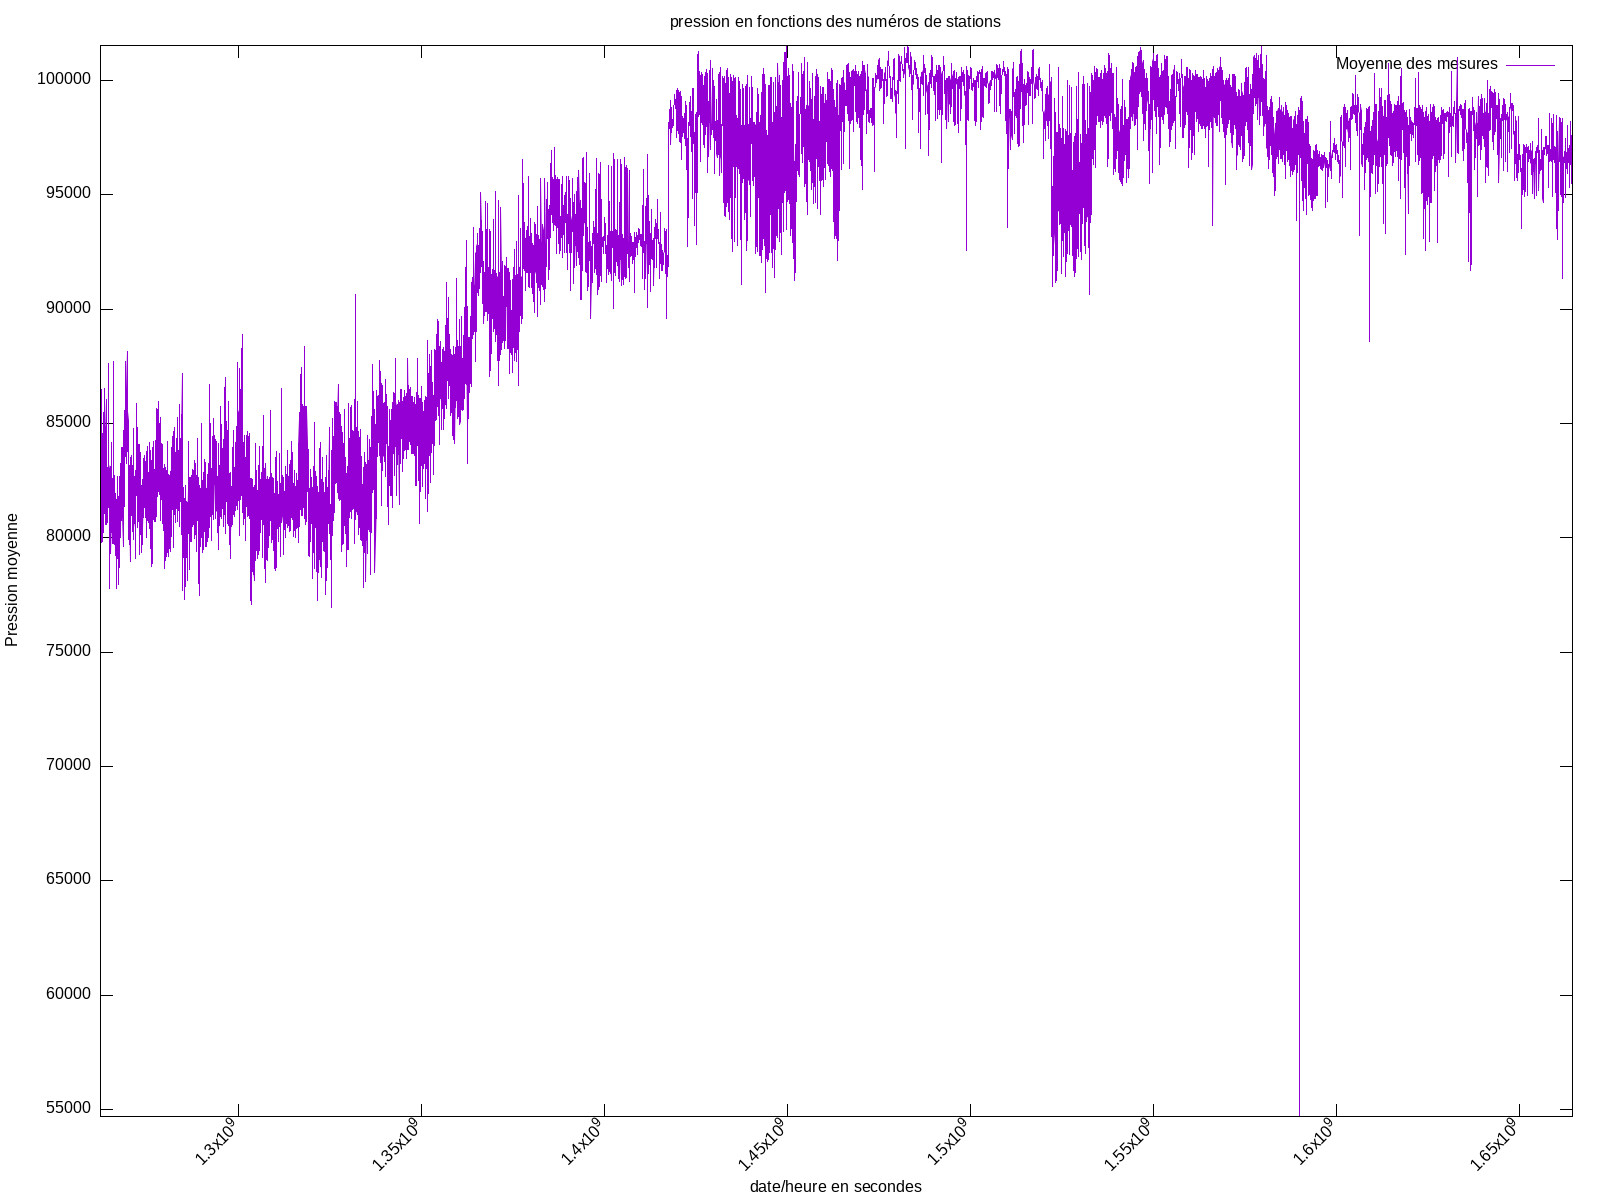 pression en fonctions des numéros de stations
Moyenne des mesures
100000
95000
90000
85000
80000
75000
70000
65000
60000
55000
Pression moyenne
1.3x10⁹
1.35x10⁹
1.4x10⁹
1.45x10⁹
1.5x10⁹
1.55x10⁹
1.6x10⁹
1.65x10⁹
date/heure en secondes